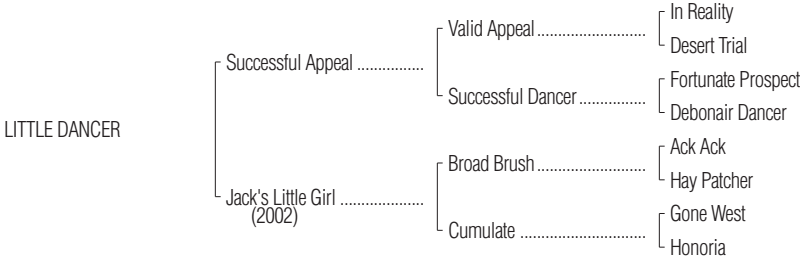 In Reality
Valid Appeal
Desert Trial
Successful Appeal
Fortunate Prospect
Successful Dancer
Debonair Dancer
LITTLE DANCER
Ack Ack
Broad Brush
Hay Patcher
Jack's Little Girl
(2002)
Gone West
Cumulate
Honoria